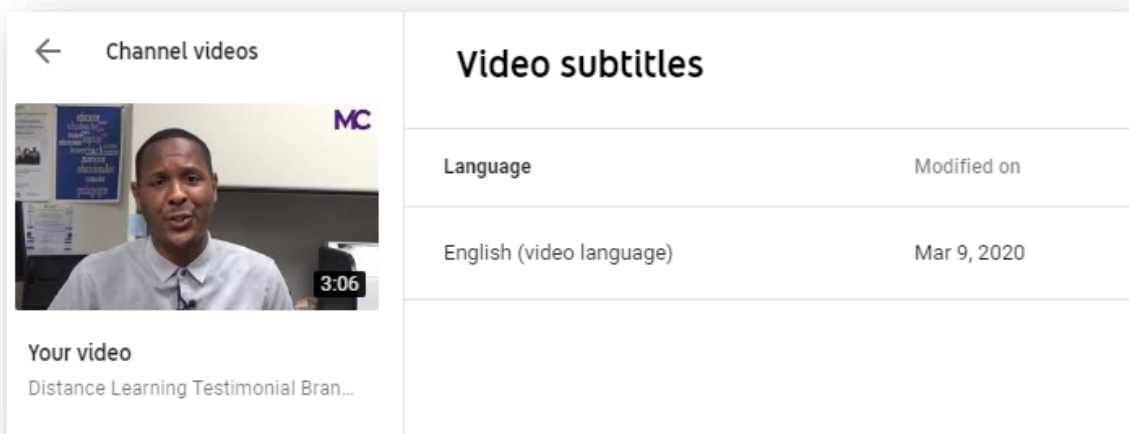 Channel videos
MC
3:06
Your video
Distance Learning Testimonial Bran...
Video subtitles
Language Modified on
English (video language) Mar 9, 2020